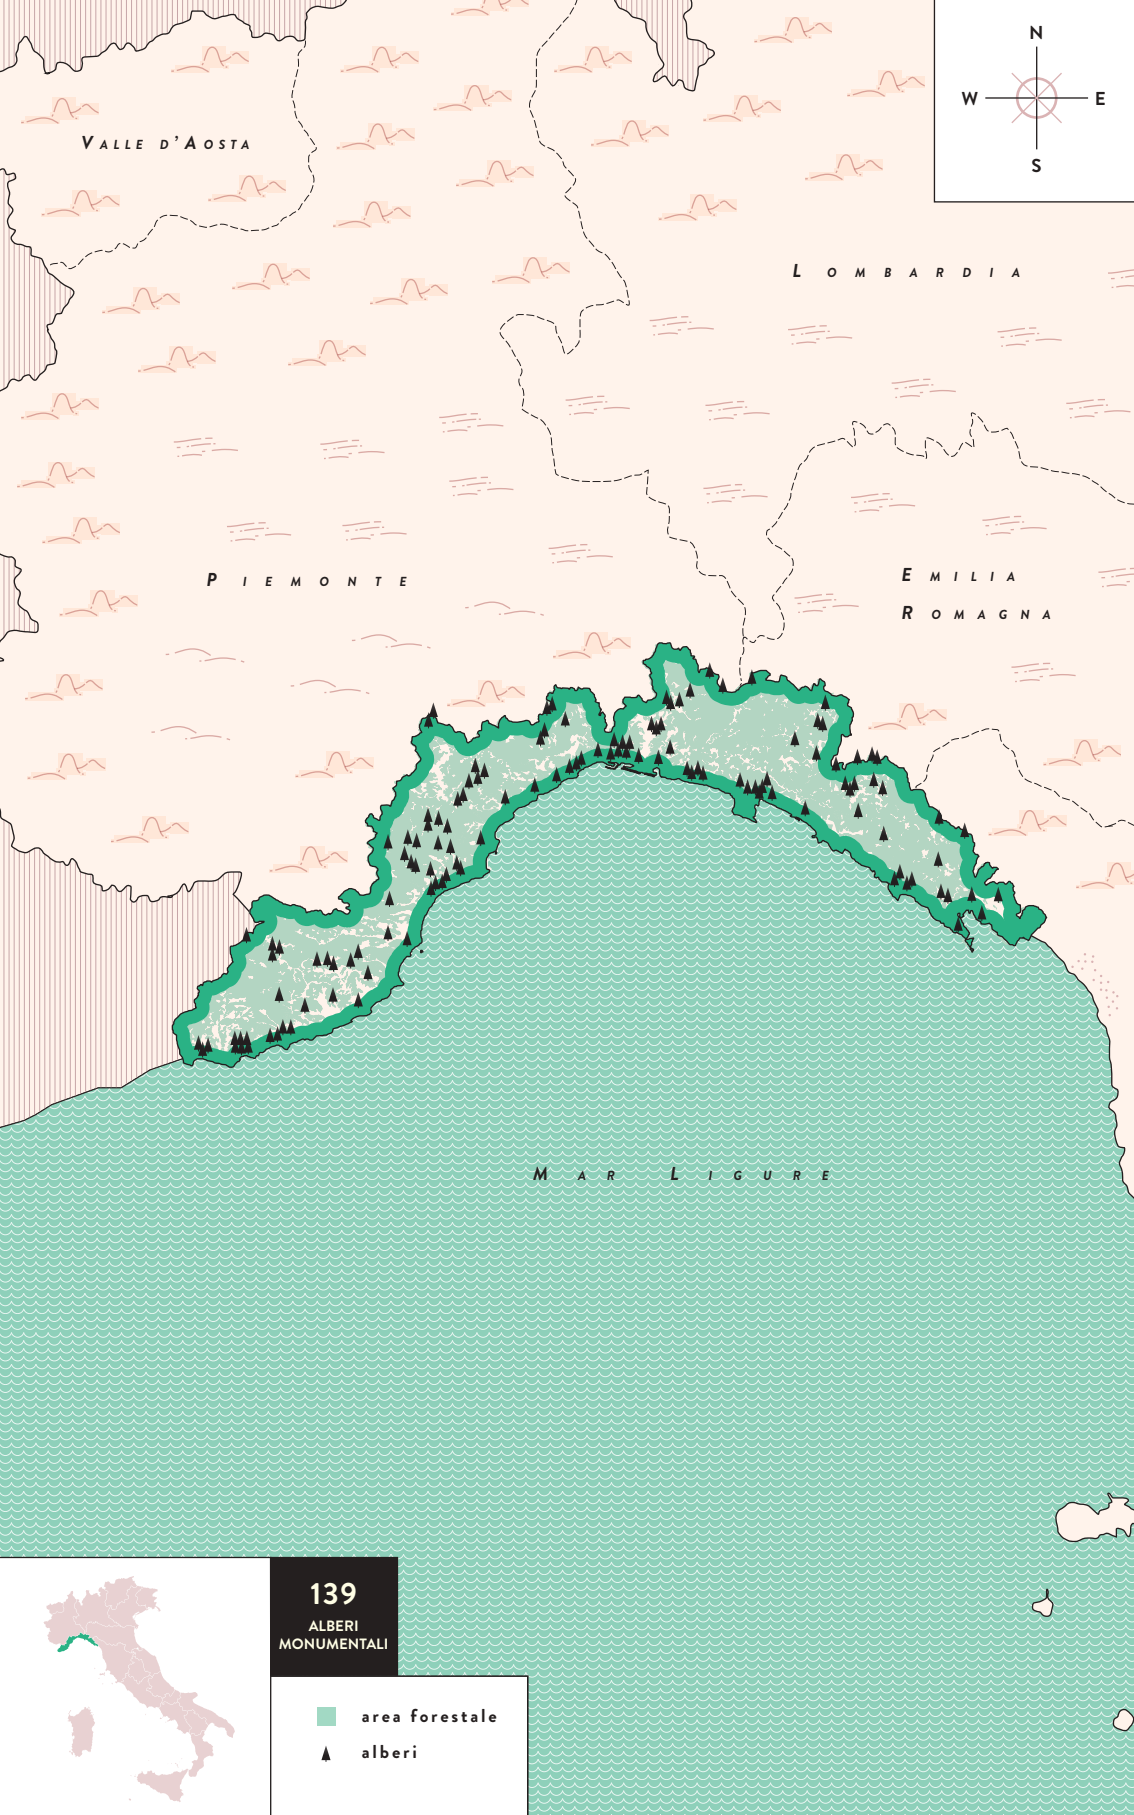 N
W E
S
VALLE D'AOSTA
LOMBARDIA
PIEMONTE
EMILIA
ROMAGNA
MAR LIGURE
139
ALBERI
MONUMENTALI
area forestale
alberi